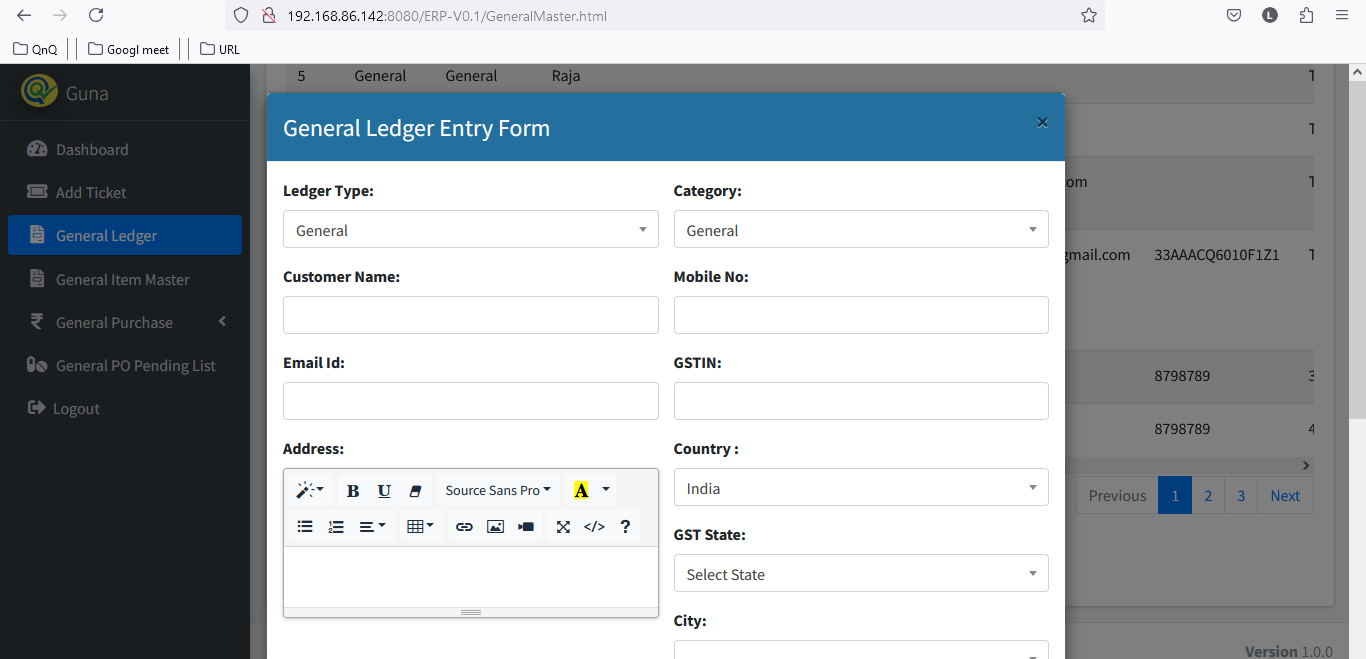 192.168.86.142:8080/ERP-V0.1/GeneralMaster.html
L
QnQ
Googl meet
URL
Guna
Dashboard
Add Ticket
General Ledger
General Item Master
General Purchase
General PO Pending List
Logout
5 General General Raja
General Ledger Entry Form ×
Ledger Type: Category:
General General
Customer Name: Mobile No:
Email Id: GSTIN:
Address: Country :
B U Source Sans Pro A
</> ?
India
GST State:
Select State
City:
om
gmail.com 33AAACQ6010F1Z1
8798789 3
8798789 4
Previous 1 2 3 Next
Version 1.0.0